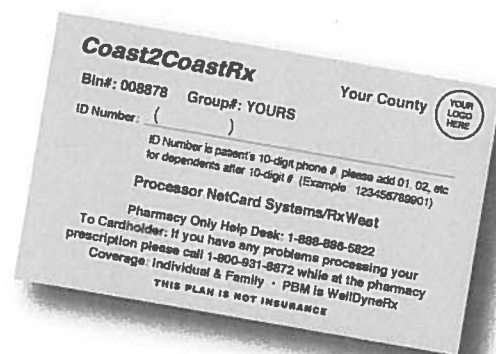 Coast2CoastRx
Your County
YOUR
LOGO
HERE
Bin#: 008878 Group#: YOURS
ID Number: ( )
ID Number is patient's 10-digit phone #, please add 01, 02, etc
for dependents after 10-digit # (Example 123456789901)
Processor NetCard Systems/RxWest
Pharmacy Only Help Desk: 1-888-886-5822
To Cardholder: If you have any problems processing your
prescription please call 1-800-931-8872 while at the pharmacy
Coverage: Individual & Family • PBM is WellDyneRx
THIS PLAN IS NOT INSURANCE